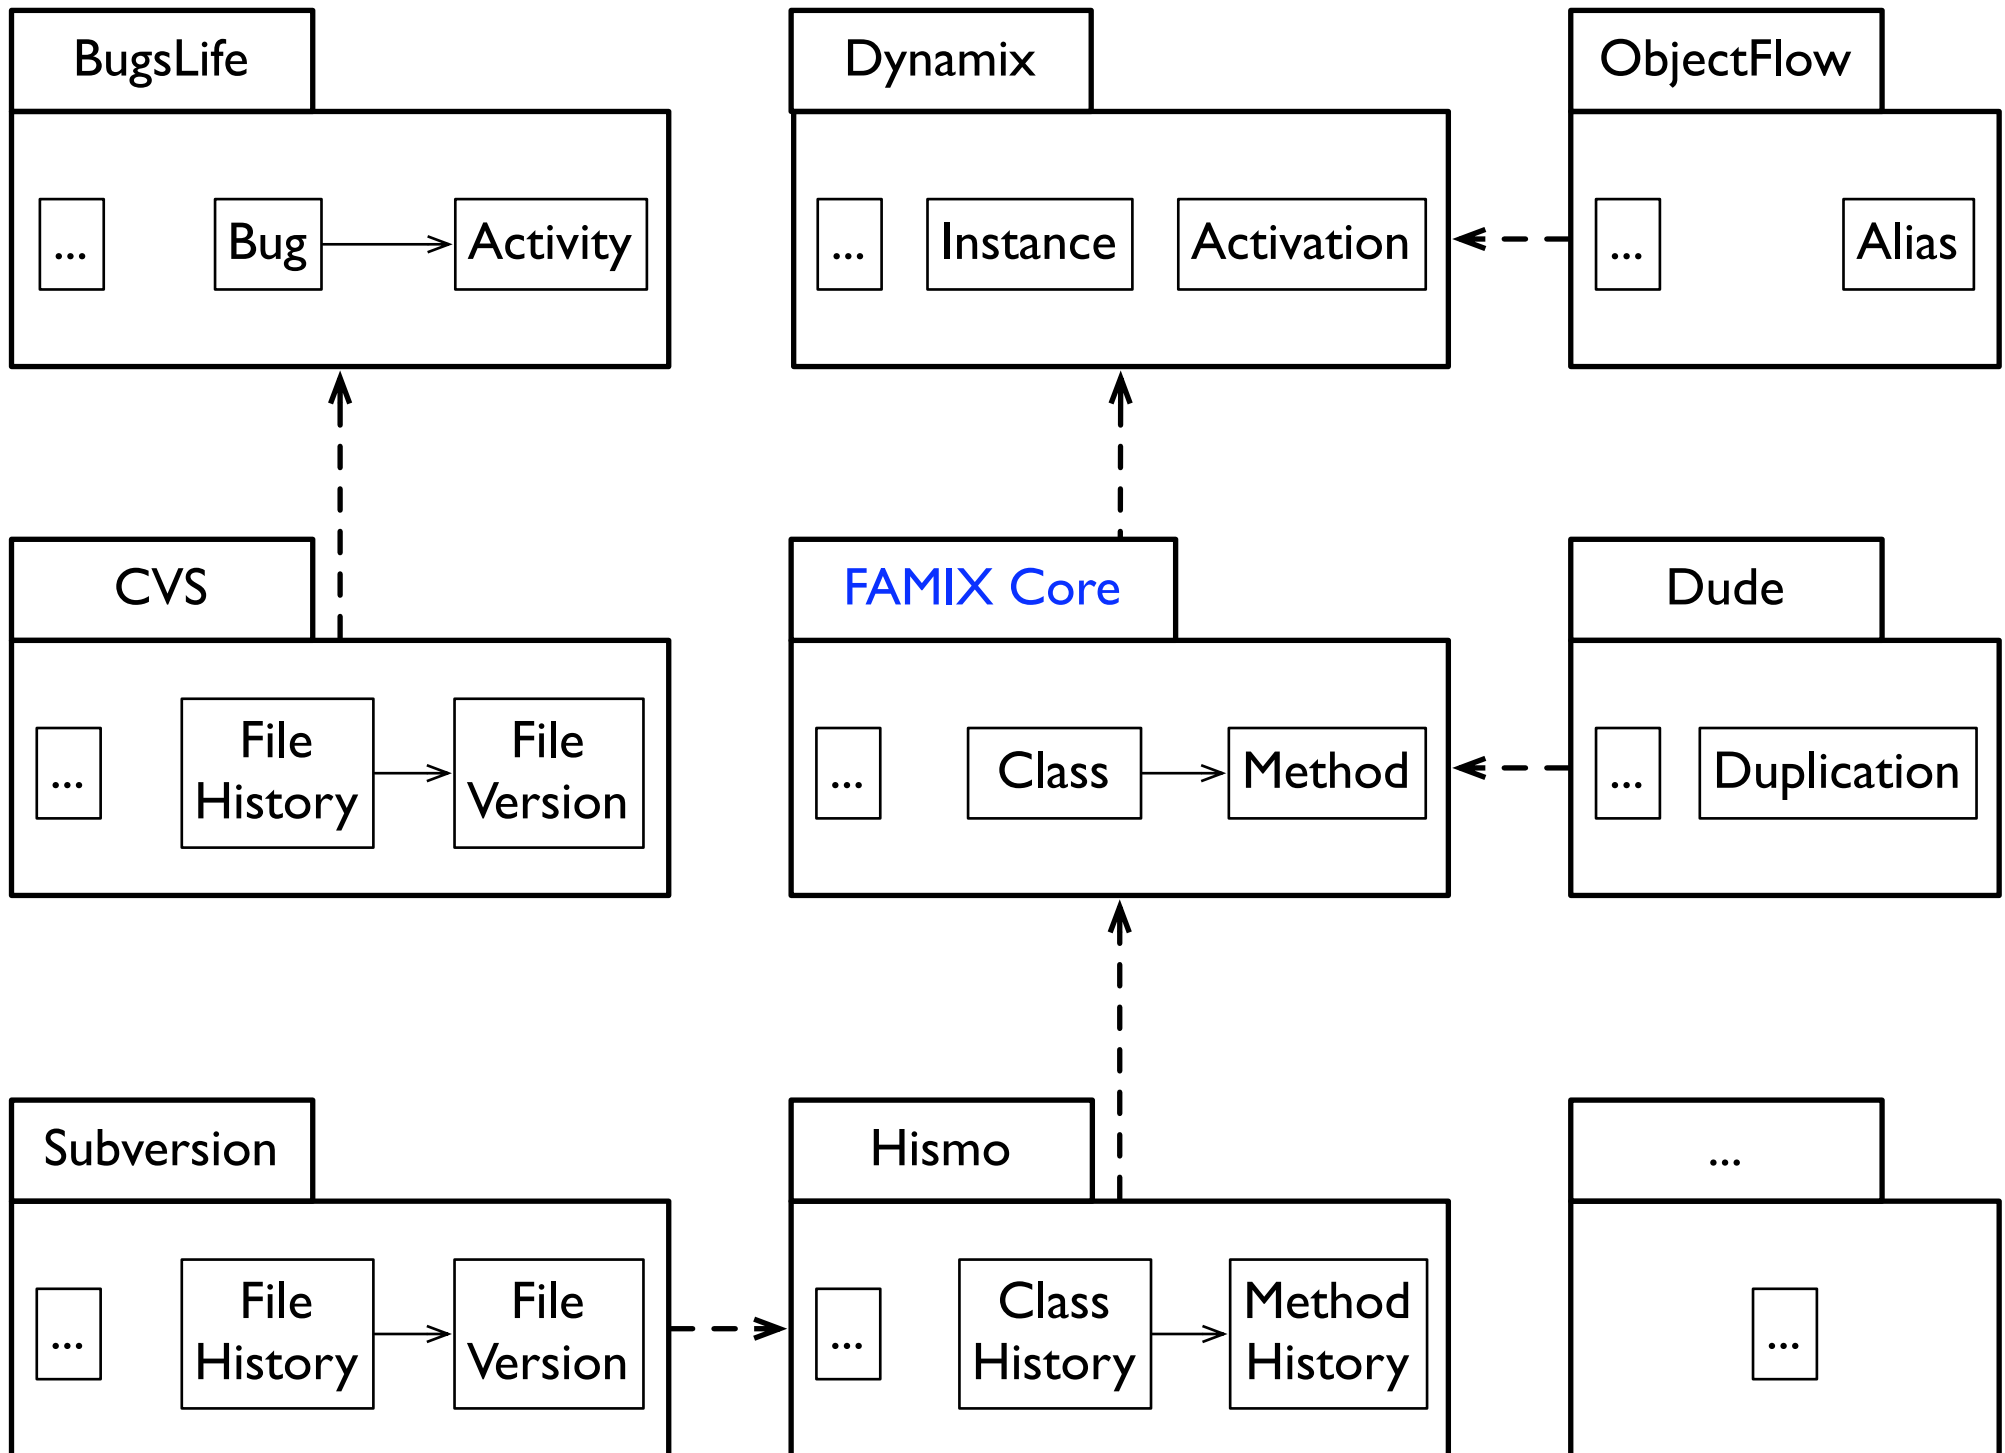 BugsLife
Dynamix
ObjectFlow
...
Bug
Activity
...
Instance
Activation
...
Alias
CVS
FAMIX Core
Dude
...
File
History
File
Version
...
Class
Method
...
Duplication
Subversion
Hismo
...
...
File
History
File
Version
...
Class
History
Method
History
...